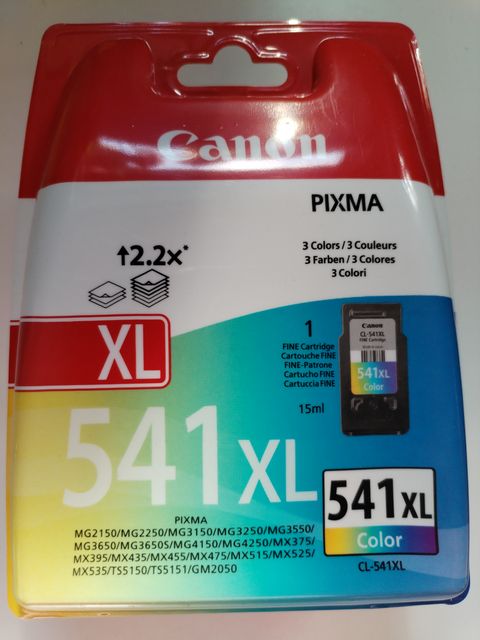 Canon
PIXMA
3 Colors / 3 Couleurs
3 Farben / 3 Colores
3 Colori
↑2.2x*
XL
1
FINE Cartridge
Cartouche FINE
FINE-Patrone
Cartucho FINE
Cartuccia FINE
15ml
Canon
CL-541XL
FINE Cartridge
541XL
Color
541XL
541XL
Color
CL-541XL
PIXMA
MG2150/MG2250/MG3150/MG3250/MG3550/
MG3650/MG3650S/MG4150/MG4250/MX375/
MX395/MX435/MX455/MX475/MX515/MX525/
MX535/TS5150/TS5151/GM2050